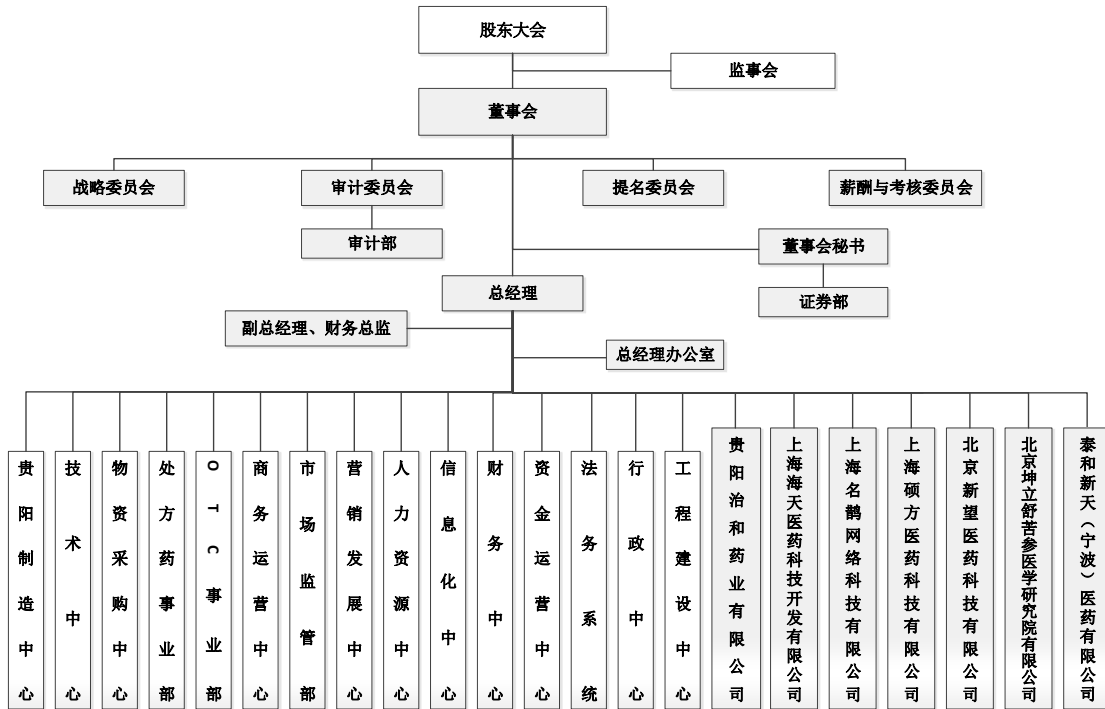 股东大会
监事会
董事会
战略委员会
审计委员会
提名委员会
薪酬与考核委员会
审计部
董事会秘书
总经理
证券部
副总经理、财务总监
总经理办公室
贵阳制造中心
技术中心
物资采购中心
处方药事业部
OTC事业部
商务运营中心
市场监管部
营销发展中心
人力资源中心
信息化中心
财务中心
资金运营中心
法务系统
行政中心
工程建设中心
贵阳治和药业有限公司
上海海天医药科技开发有限公司
上海名鹊网络科技有限公司
上海硕方医药科技有限公司
北京新望医药科技有限公司
北京坤立舒苦参医学研究院有限公司
泰和新天（宁波）医药有限公司